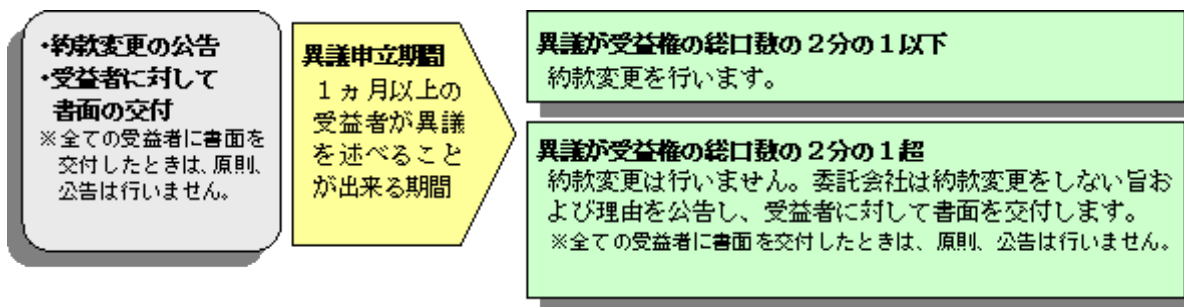 ・約款変更の公告
・受益者に対して
書面の交付
※全ての受益者に書面を
交付したときは、原則、
公告は行いません。
異議申立期間
1ヵ月以上の
受益者が異議
を述べること
が出来る期間
異議が受益権の総口数の2分の1以下
約款変更を行います。
異議が受益権の総口数の2分の1超
約款変更は行いません。委託会社は約款変更をしない旨お
よび理由を公告し、受益者に対して書面を交付します。
※全ての受益者に書面を交付したときは、原則、公告は行いません。